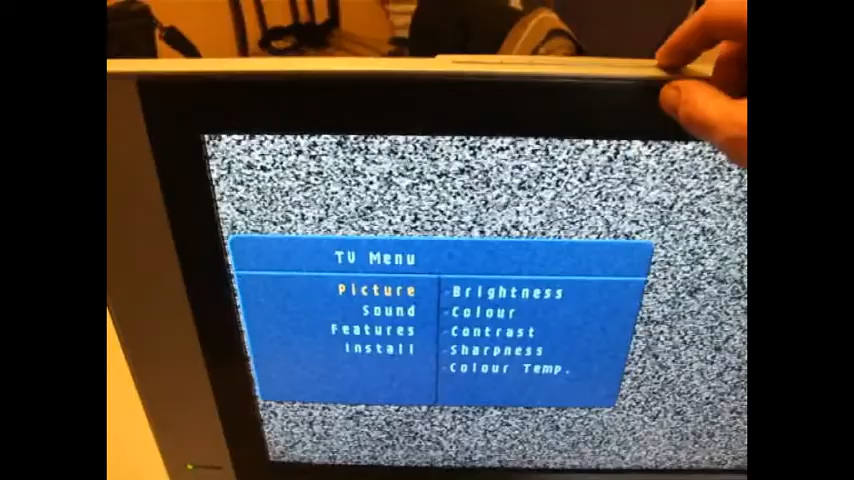 TV Menu
Picture
Sound
Features
Install
Brightness
Colour
Contrast
Sharpness
Colour Temp.